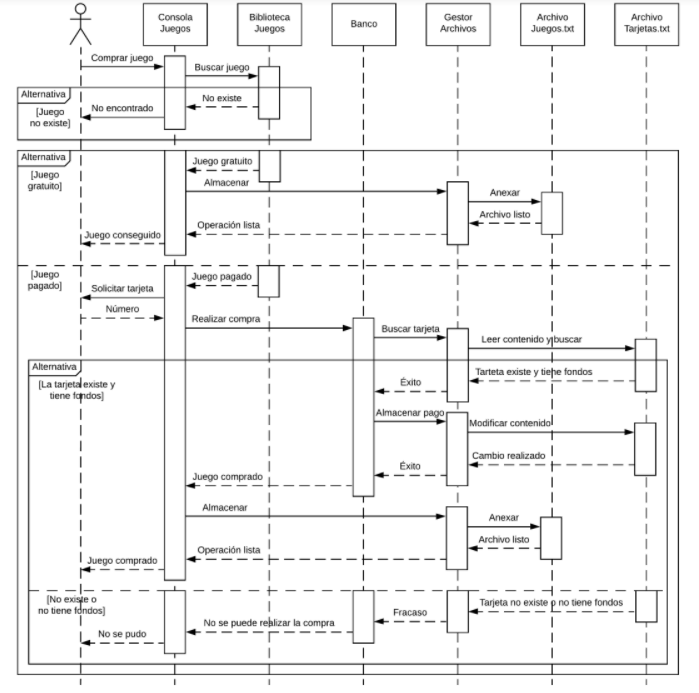 Consola
Juegos
Biblioteca
Juegos
Banco
Gestor
Archivos
Archivo
Juegos.txt
Archivo
Tarjetas.txt
Comprar juego
Buscar juego
Alternativa
[Juego
no existe]
No existe
No encontrado
Alternativa
[Juego
gratuito]
Juego gratuito
Almacenar
Anexar
Archivo listo
Operación lista
Juego conseguido
[Juego
pagado]
Juego pagado
Solicitar tarjeta
Número
Realizar compra
Buscar tarjeta
Leer contenido y buscar
Alternativa
[La tarjeta existe y
tiene fondos]
Tarteta existe y tiene fondos
Éxito
Almacenar pago
Modificar contenido
Cambio realizado
Éxito
Juego comprado
Almacenar
Anexar
Archivo listo
Operación lista
Juego comprado
[No existe o
no tiene fondos]
Tarjeta no existe o no tiene fondos
Fracaso
No se puede realizar la compra
No se pudo